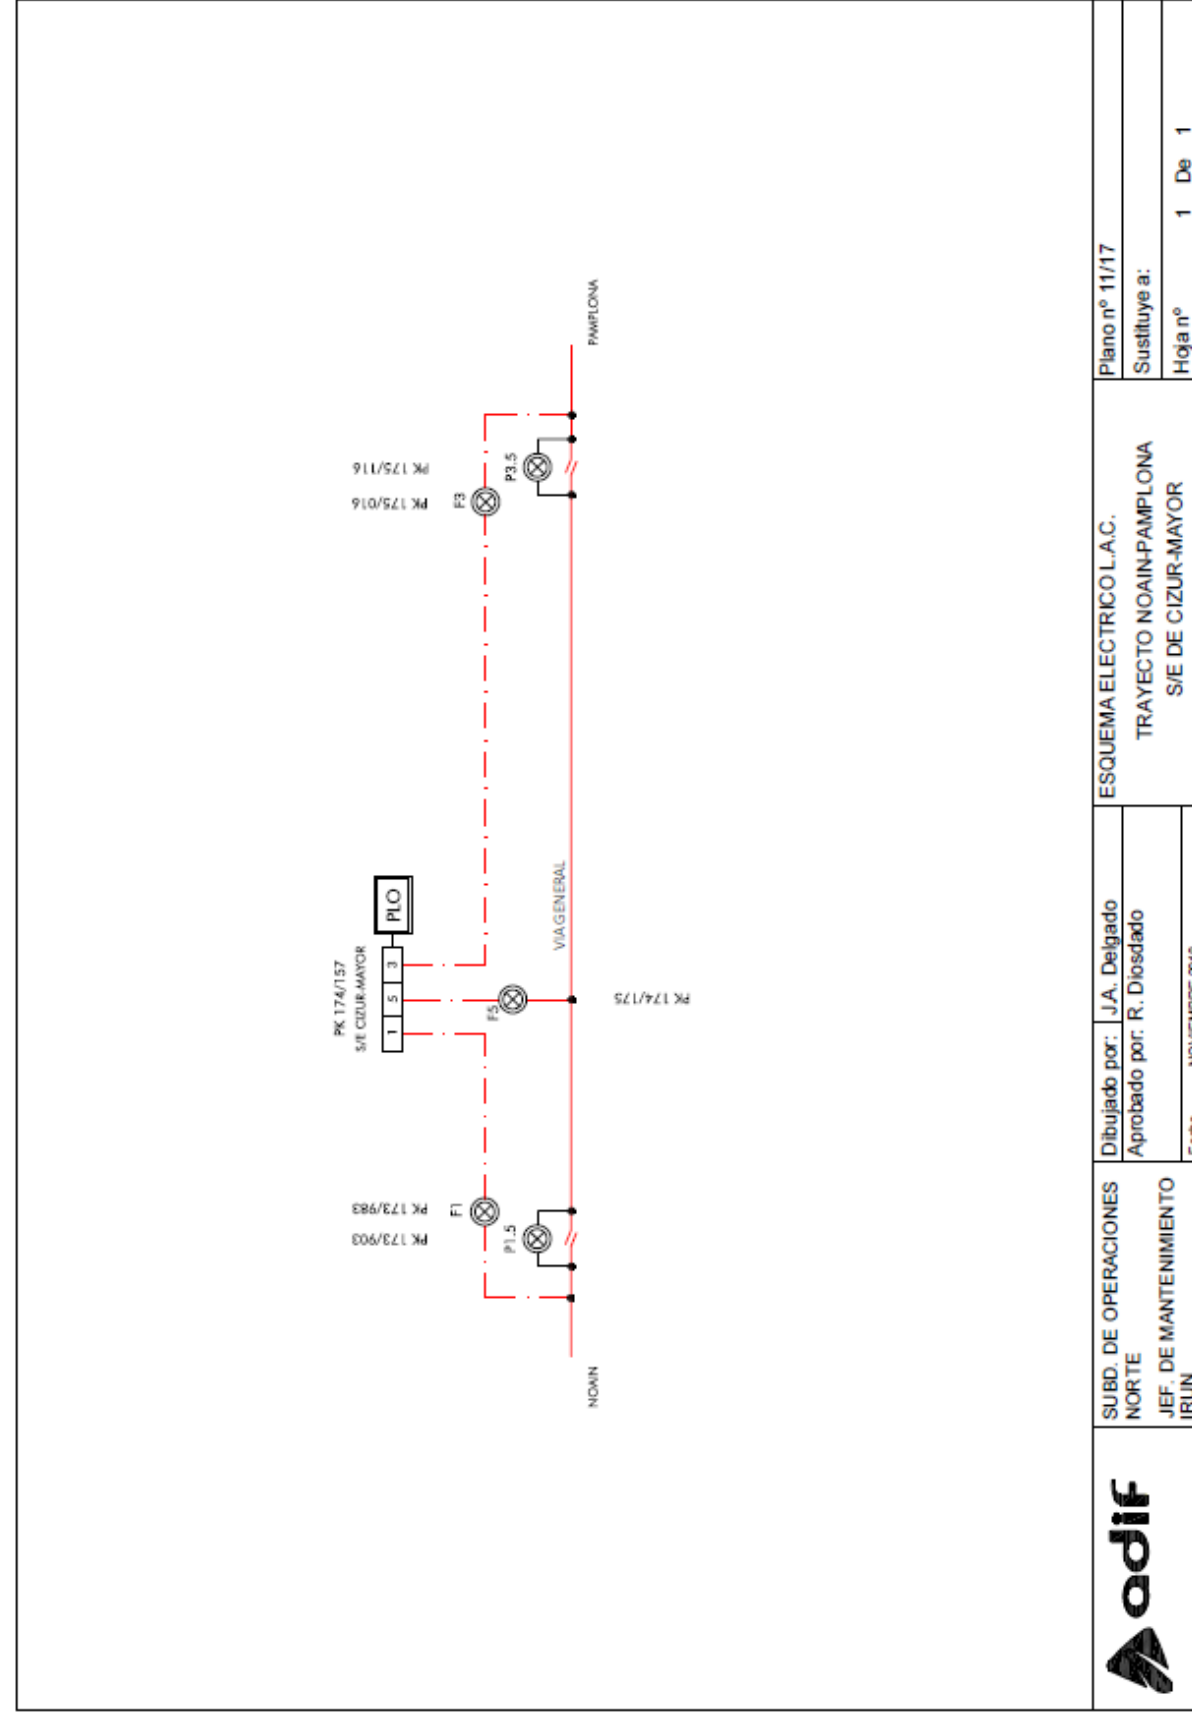 PK 175/116
PK 175/016
F3
P3.5
PAMPLONA
PK 174/157
S/E CIZUR-MAYOR
1 5 3
PLO
F5
VIA GENERAL
PK 174/175
PK 173/983
PK 173/903
F1
P1.5
NOAIN
adif
SUBD. DE OPERACIONES
NORTE
JEF. DE MANTENIMIENTO
IRUN
Dibujado por: J.A. Delgado
Aprobado por: R. Diosdado
ESQUEMA ELECTRICO L.A.C.
TRAYECTO NOAIN-PAMPLONA
S/E DE CIZUR-MAYOR
Plano nº 11/17
Sustituye a:
Hoja nº 1 De 1